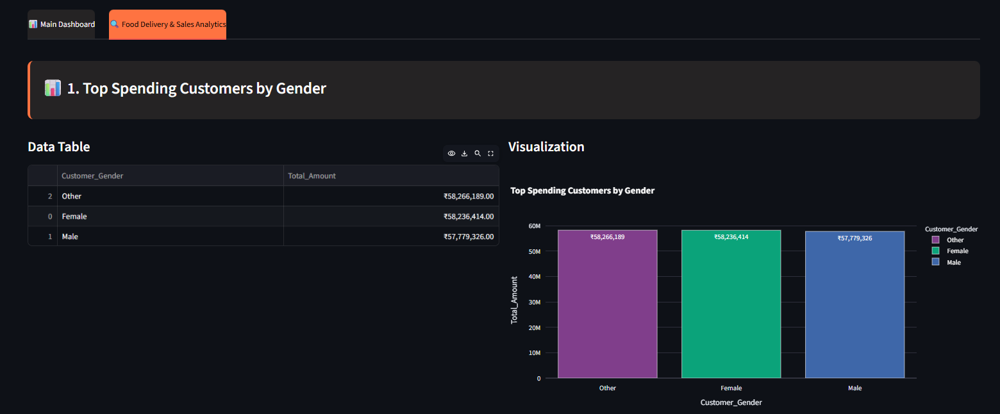 📊 Main Dashboard
🔍 Food Delivery & Sales Analytics
📊 1. Top Spending Customers by Gender
Data Table
Customer_Gender Total_Amount
2 Other ₹58,266,189.00
0 Female ₹58,236,414.00
1 Male ₹57,779,326.00
Visualization
Top Spending Customers by Gender
60M
50M
40M
30M
20M
10M
0
Total_Amount
₹58,266,189
₹58,236,414
₹57,779,326
Other
Female
Male
Customer_Gender
Customer_Gender
Other
Female
Male